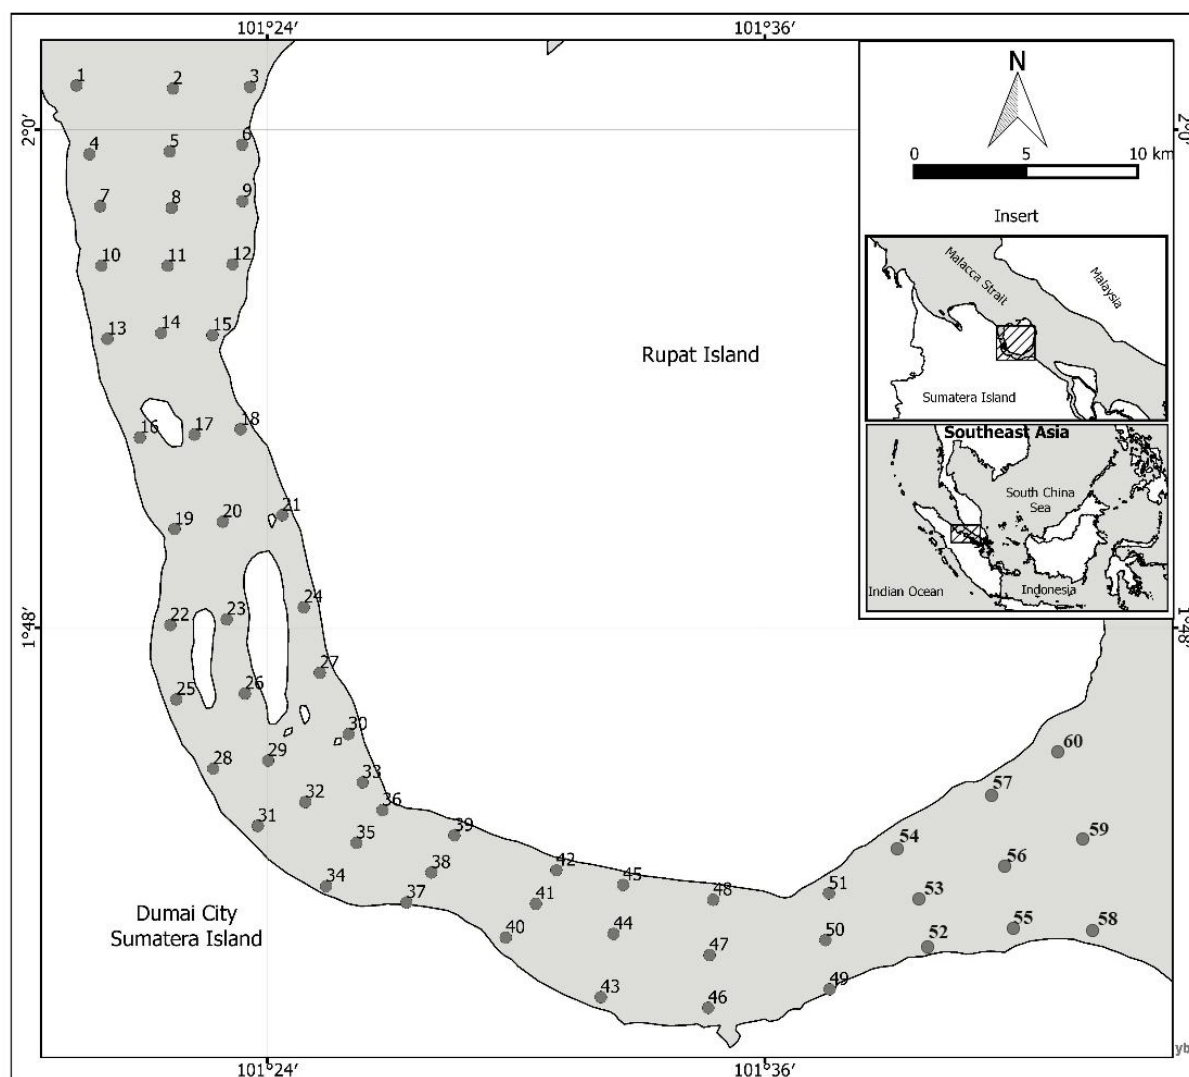 101°24′ 101°36′
1 2 3
2°0′
4 5 6
2°0′
7 8 9
10 11 12
13 14 15
16 17 18
19 20 21
22 23 24
1°48′
1°48′
25 26 27
28 29 30
31 32 33
34 35 36
37 38 39
40 41 42
43 44 45
46 47 48
49 50 51
52 53 54
55 56 57
58 59 60
Rupat Island
Dumai City
Sumatera Island
N
0 5 10 km
Insert
Malacca Strait
Malaysia
Sumatera Island
Southeast Asia
South China
Sea
Indian Ocean
Indonesia
101°24′ 101°36′
yb